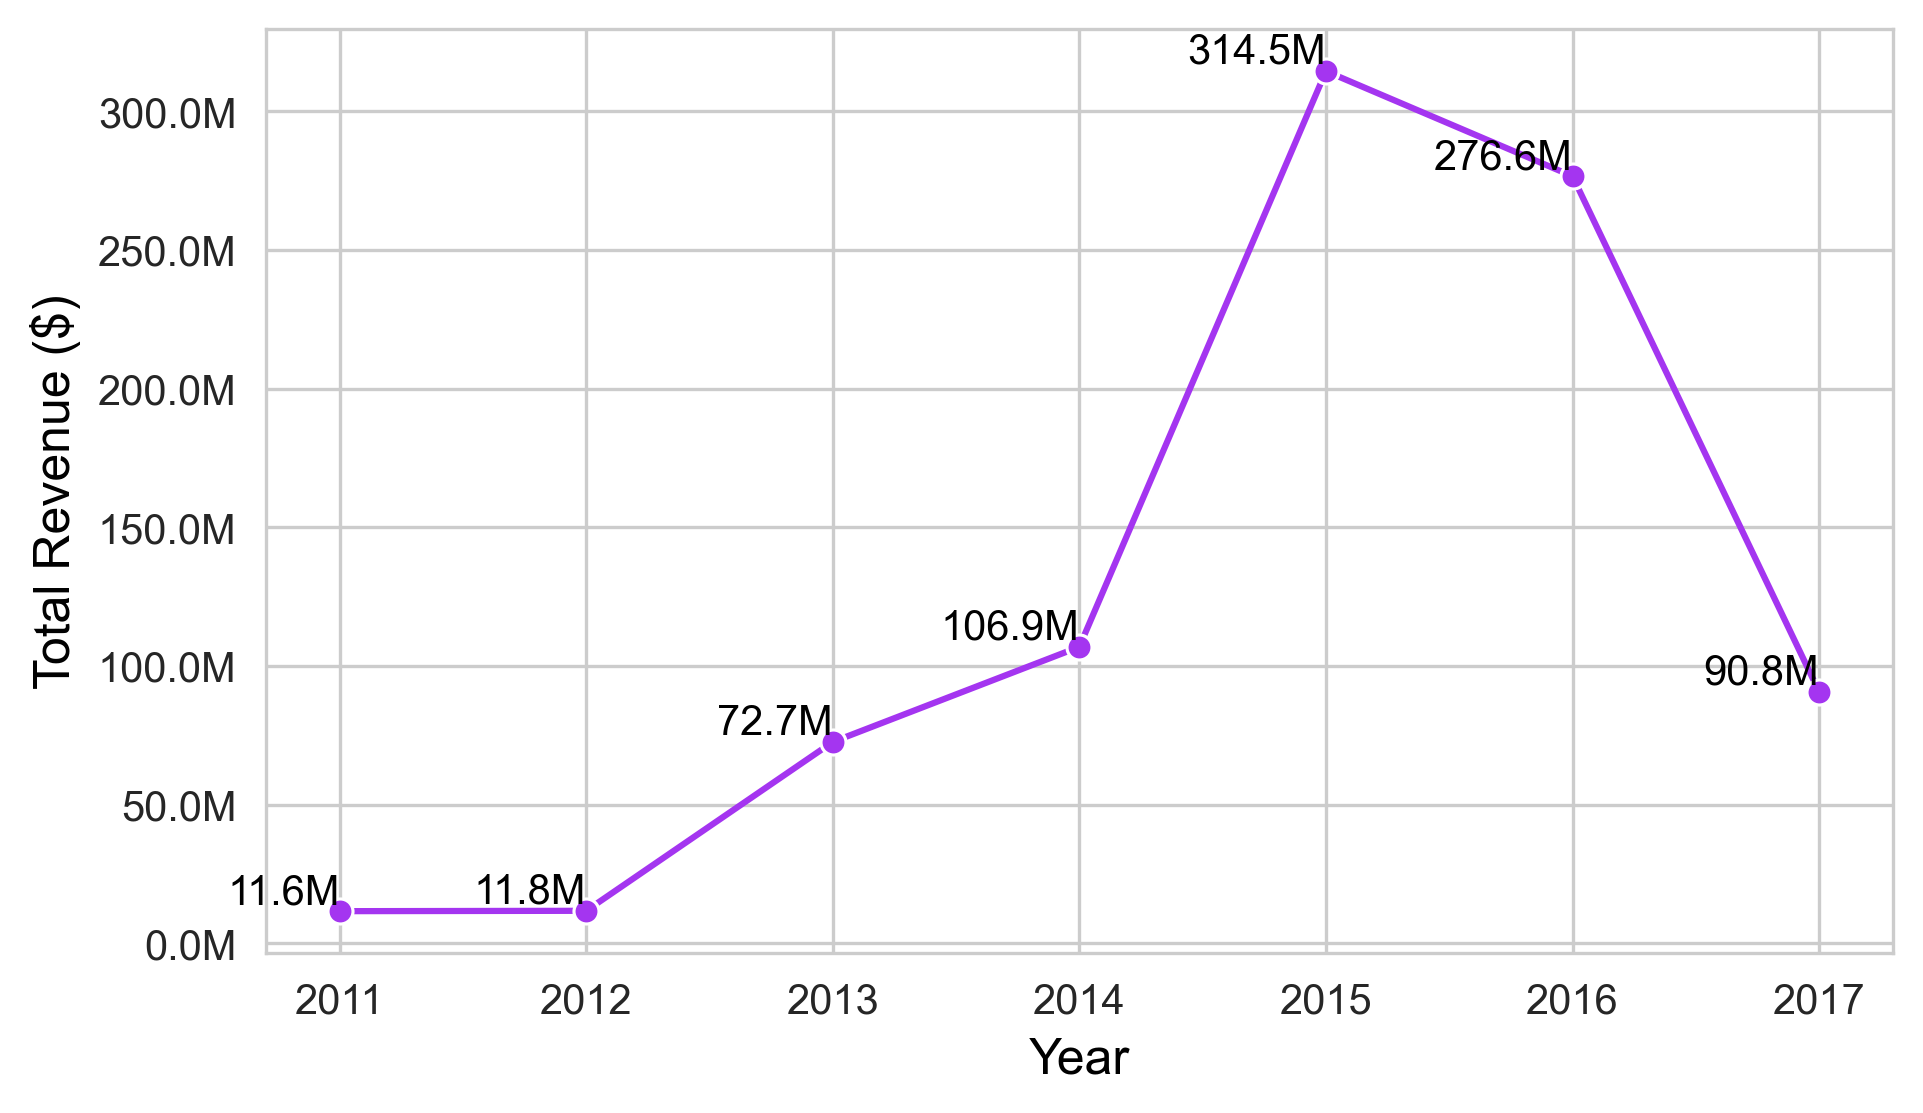 314.5M
300.0M
276.6M
250.0M
200.0M
150.0M
106.9M
100.0M
90.8M
72.7M
50.0M
11.6M
11.8M
0.0M
Total Revenue ($)
2011 2012 2013 2014 2015 2016 2017
Year